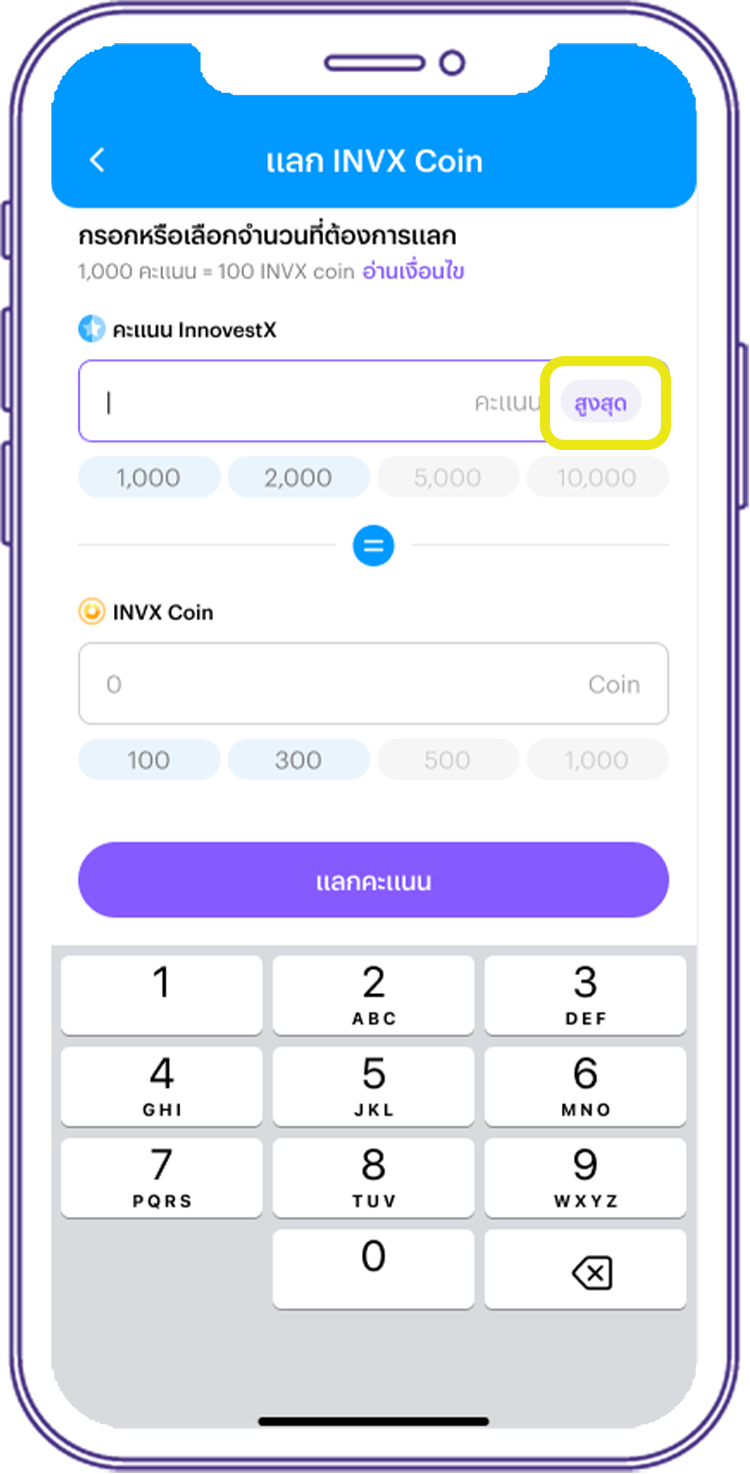 แลก INVX Coin
กรอกหรือเลือกจำนวนที่ต้องการแลก
1,000 คะแนน = 100 INVX coin อ่านเงื่อนไข
คะแนน InnovestX
คะแนน สูงสุด
1,000 2,000 5,000 10,000
INVX Coin
0 Coin
100 300 500 1,000
แลกคะแนน
1 2 3
ABC DEF
4 5 6
GHI JKL MNO
7 8 9
PQRS TUV WXYZ
0